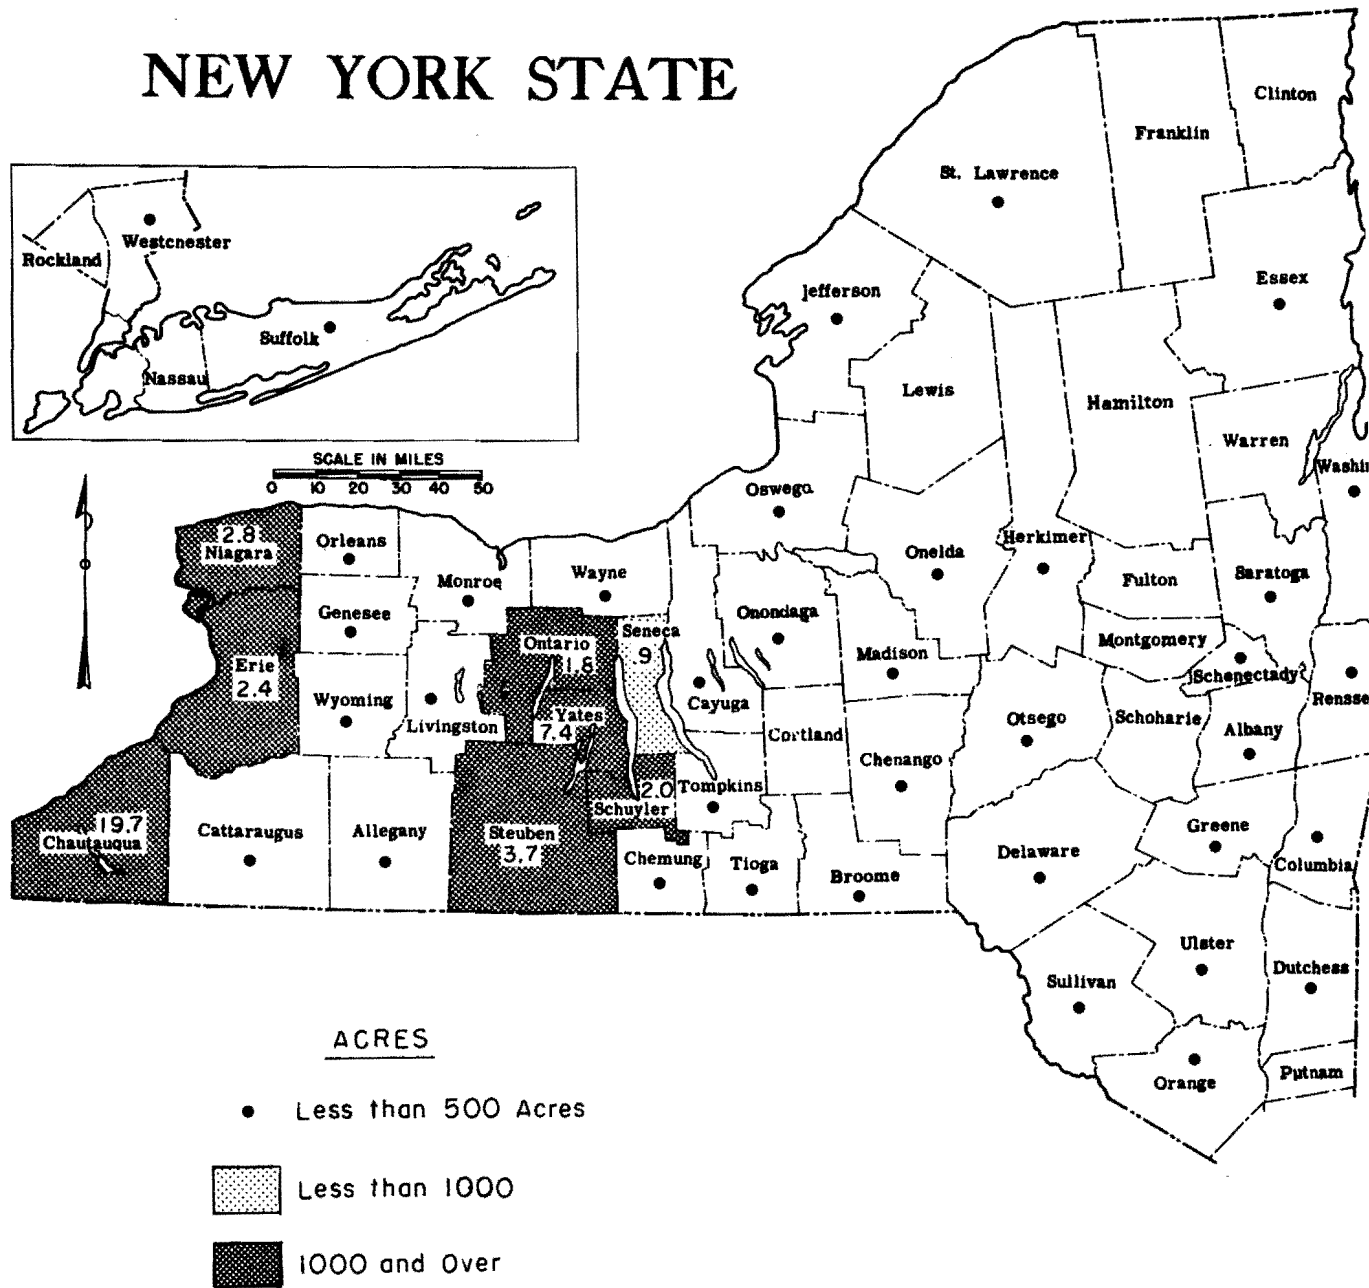 NEW YORK STATE
Clinton
Franklin
St. Lawrence
Westcnester
Rockland
Essex
Jefferson
Suffolk
Nassau
Lewis
Hamilton
Warren
SCALE IN MILES
0 10 20 30 40 50
Washin
Oswego
2.8
Niagara
Orleans
Herkimer
Oneida
Monroe
Wayne
Fulton
Saratoga
Genesee
Onondaga
Seneca
9
Ontario
1.8
Montgomery
Madison
Erie
2.4
Schenectady
Wyoming
Cayuga
Renssel
Livingston
Yates
7.4
Otsego
Schoharie
Albany
Cortland
Chenango
2.0
Schuyler
Tompkins
19.7
Chautauqua
Cattaraugus
Allegany
Steuben
3.7
Greene
Chemung
Tioga
Delaware
Columbia
Broome
Ulster
Dutchess
Sullivan
Orange
Putnam
ACRES
Less than 500 Acres
Less than 1000
1000 and Over